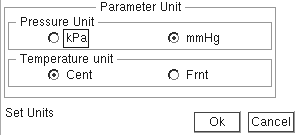 Parameter Unit
Pressure Unit
kPa mmHg
Temperature unit
Cent Frnt
Set Units
Ok Cancel